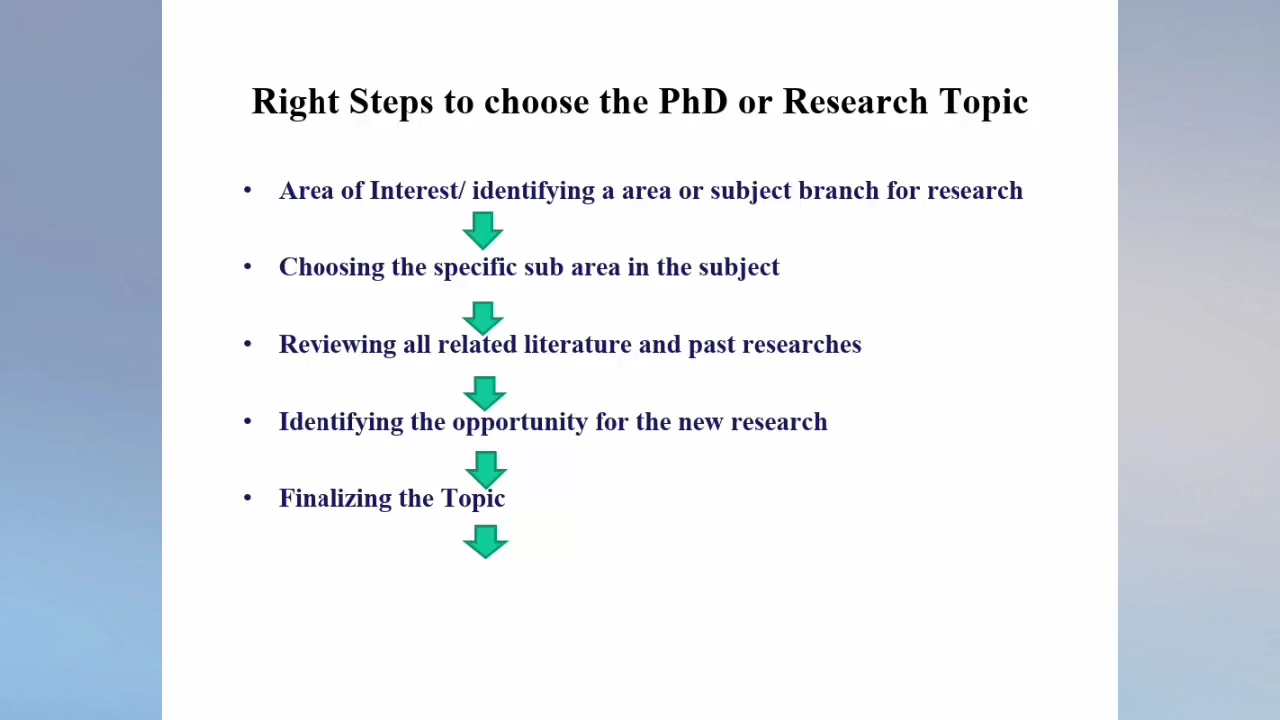 Right Steps to choose the PhD or Research Topic
• Area of Interest/ identifying a area or subject branch for research
• Choosing the specific sub area in the subject
• Reviewing all related literature and past researches
• Identifying the opportunity for the new research
• Finalizing the Topic